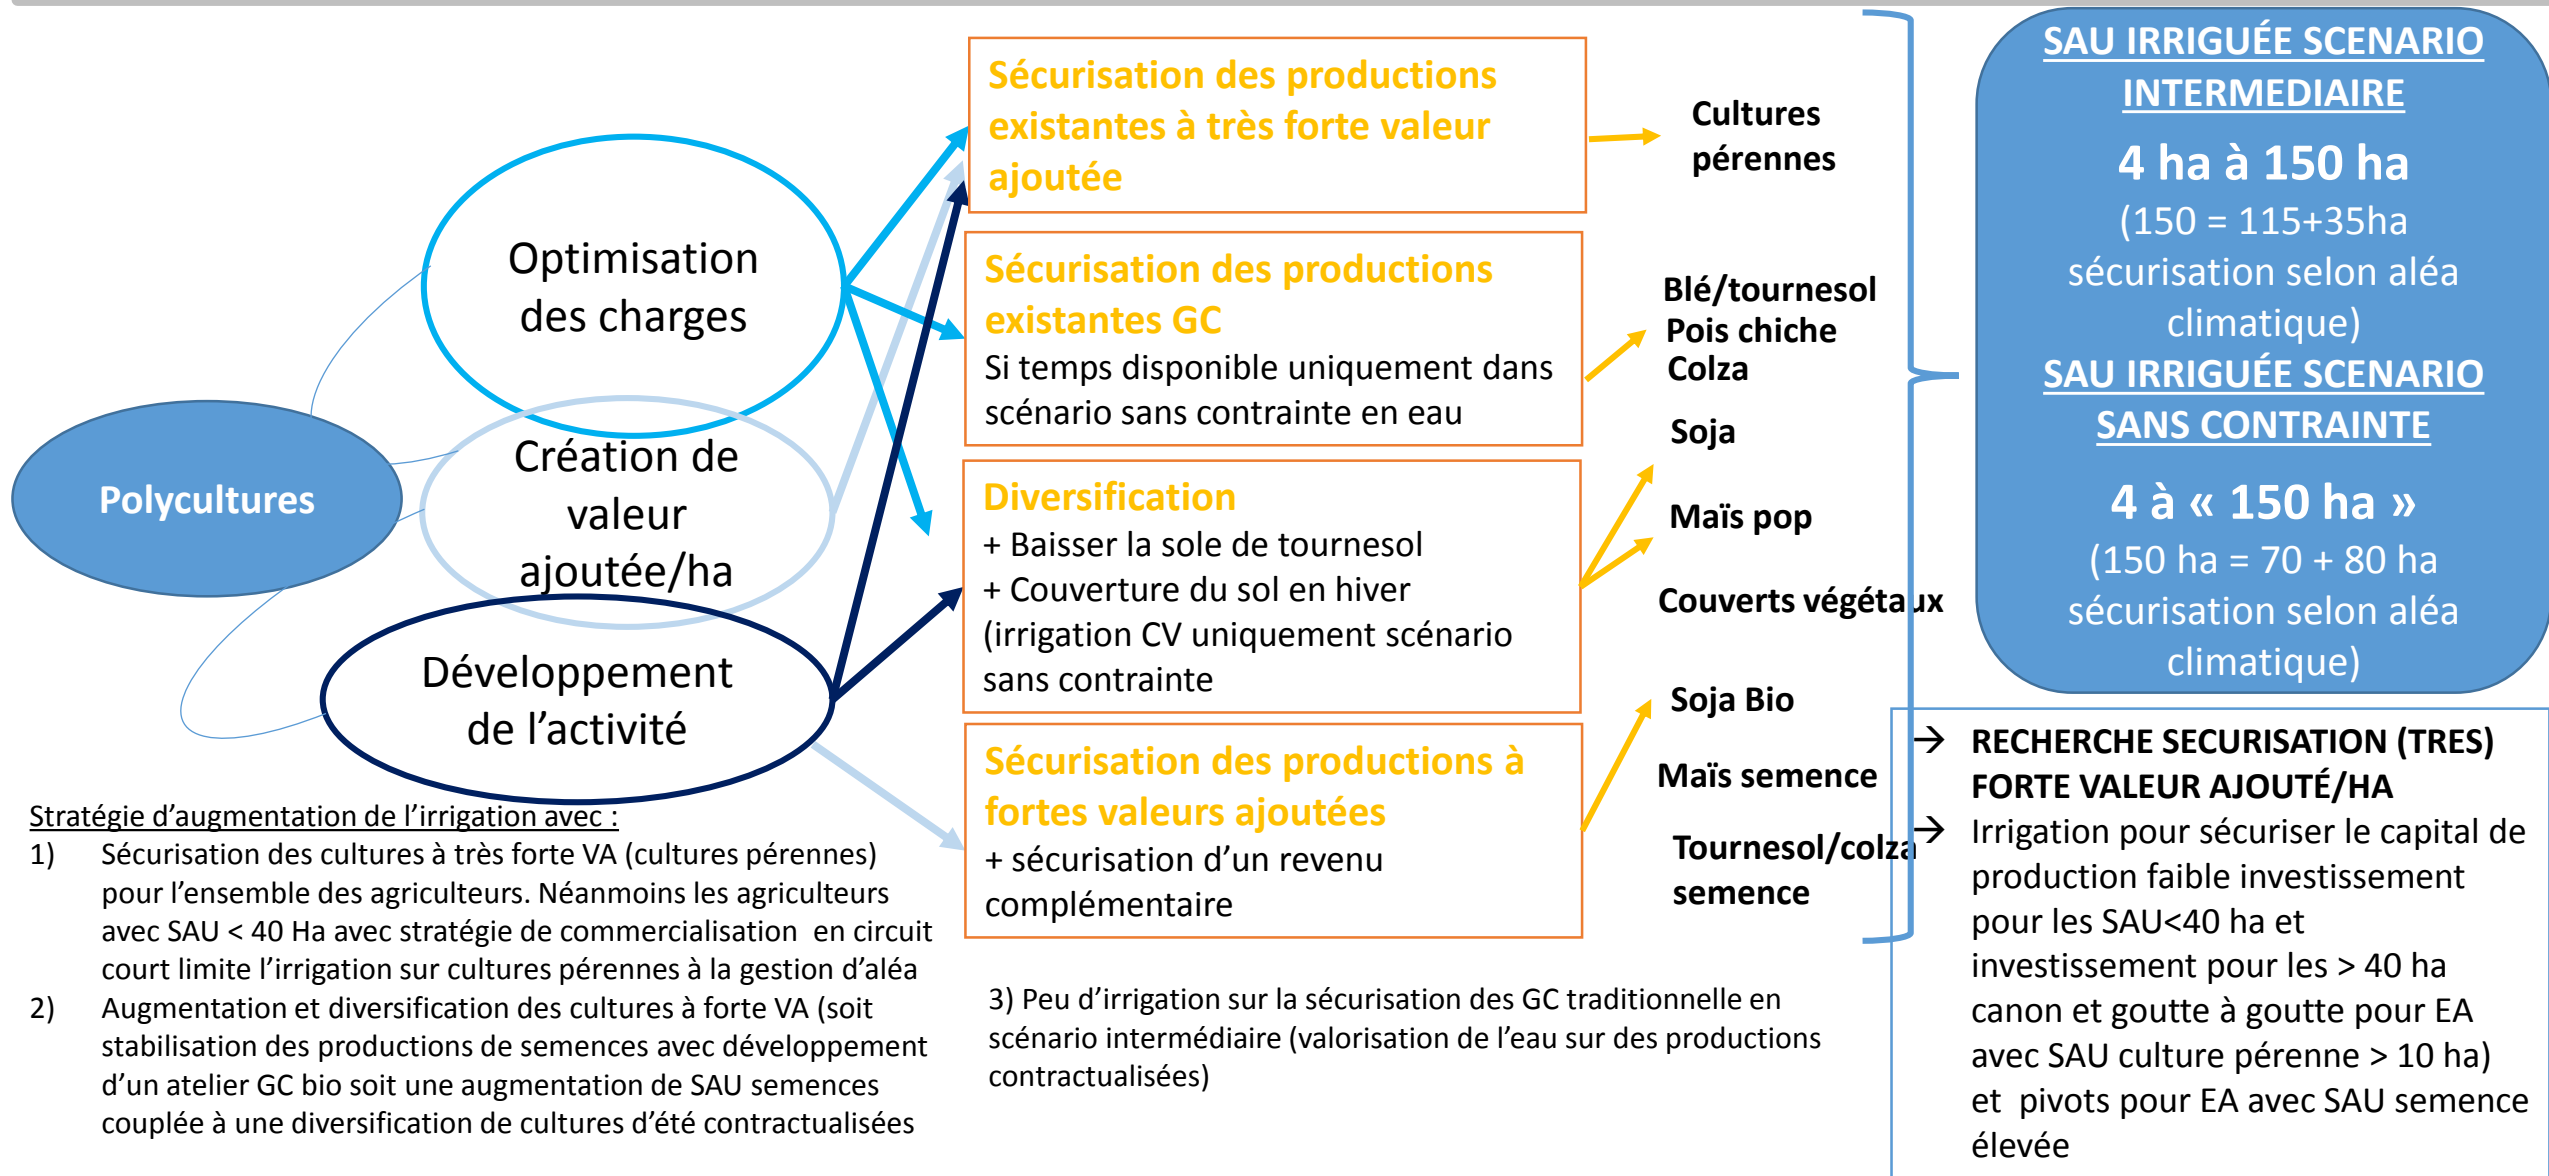 Polycultures
Optimisation
des charges
Création de
valeur
ajoutée/ha
Développement
de l’activité
Sécurisation des productions
existantes à très forte valeur
ajoutée
Sécurisation des productions
existantes GC
Si temps disponible uniquement dans
scénario sans contrainte en eau
Diversification
+ Baisser la sole de tournesol
+ Couverture du sol en hiver
(irrigation CV uniquement scénario
sans contrainte
Sécurisation des productions à
fortes valeurs ajoutées
+ sécurisation d’un revenu
complémentaire
Cultures
pérennes
Blé/tournesol
Pois chiche
Colza
Soja
Maïs pop
Couverts végétaux
Soja Bio
Maïs semence
Tournesol/colza
semence
SAU IRRIGUÉE SCENARIO
INTERMEDIAIRE
4 ha à 150 ha
(150 = 115+35ha
sécurisation selon aléa
climatique)
SAU IRRIGUÉE SCENARIO
SANS CONTRAINTE
4 à « 150 ha »
(150 ha = 70 + 80 ha
sécurisation selon aléa
climatique)
→ RECHERCHE SECURISATION (TRES)
FORTE VALEUR AJOUTÉ/HA
→ Irrigation pour sécuriser le capital de
production faible investissement
pour les SAU<40 ha et
investissement pour les > 40 ha
canon et goutte à goutte pour EA
avec SAU culture pérenne > 10 ha)
et pivots pour EA avec SAU semence
élevée
Stratégie d’augmentation de l’irrigation avec :
1) Sécurisation des cultures à très forte VA (cultures pérennes)
pour l’ensemble des agriculteurs. Néanmoins les agriculteurs
avec SAU < 40 Ha avec stratégie de commercialisation en circuit
court limite l’irrigation sur cultures pérennes à la gestion d’aléa
2) Augmentation et diversification des cultures à forte VA (soit
stabilisation des productions de semences avec développement
d’un atelier GC bio soit une augmentation de SAU semences
couplée à une diversification de cultures d’été contractualisées
3) Peu d’irrigation sur la sécurisation des GC traditionnelle en
scénario intermédiaire (valorisation de l’eau sur des productions
contractualisées)